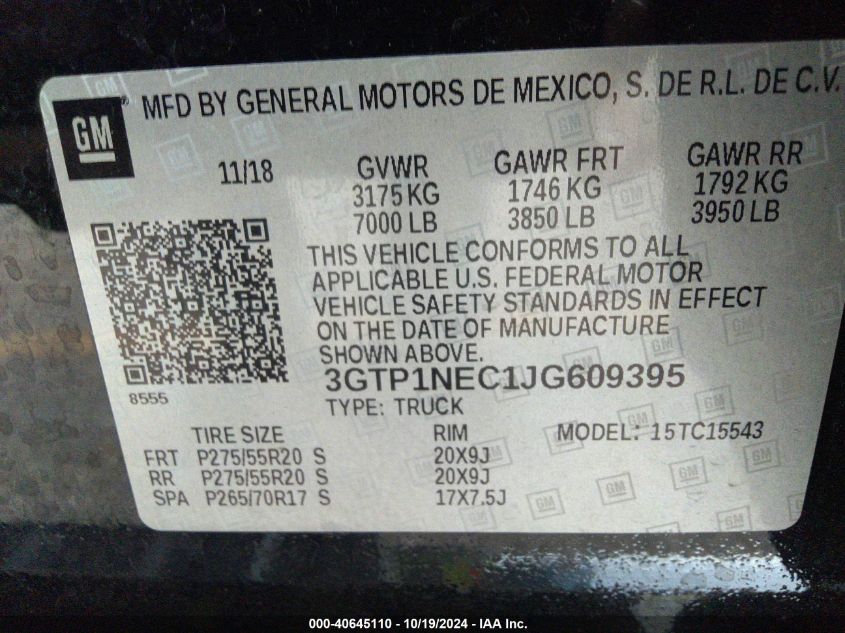 GM
MFD BY GENERAL MOTORS DE MEXICO, S. DE R.L. DE C.V.
11/18
GVWR
3175 KG
7000 LB
GAWR FRT
1746 KG
3850 LB
GAWR RR
1792 KG
3950 LB
THIS VEHICLE CONFORMS TO ALL
APPLICABLE U.S. FEDERAL MOTOR
VEHICLE SAFETY STANDARDS IN EFFECT
ON THE DATE OF MANUFACTURE
SHOWN ABOVE.
8555
3GTP1NEC1JG609395
TYPE: TRUCK
TIRE SIZE RIM MODEL: 15TC15543
FRT P275/55R20 S 20X9J
RR P275/55R20 S 20X9J
SPA P265/70R17 S 17X7.5J
000-40645110 - 10/19/2024 - IAA Inc.